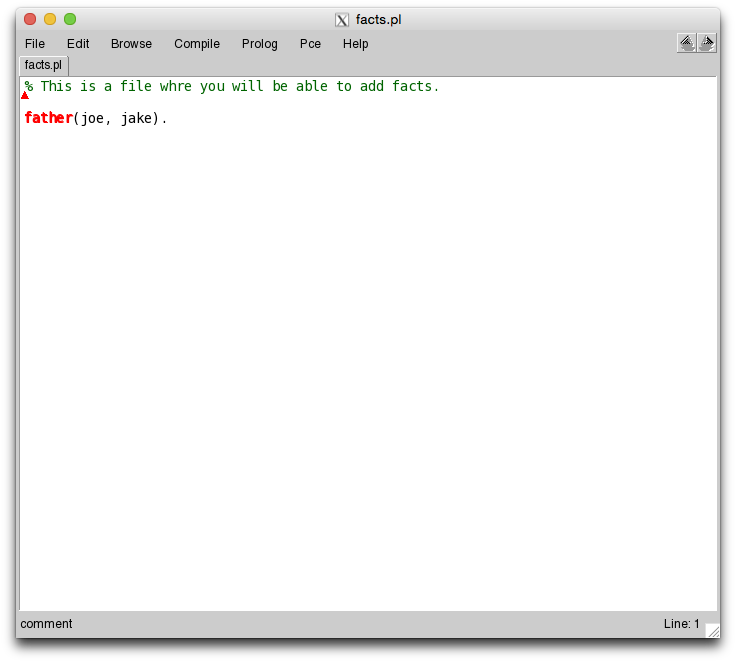 facts.pl
File Edit Browse Compile Prolog Pce Help
facts.pl
% This is a file whre you will be able to add facts.
father(joe, jake).
comment Line: 1